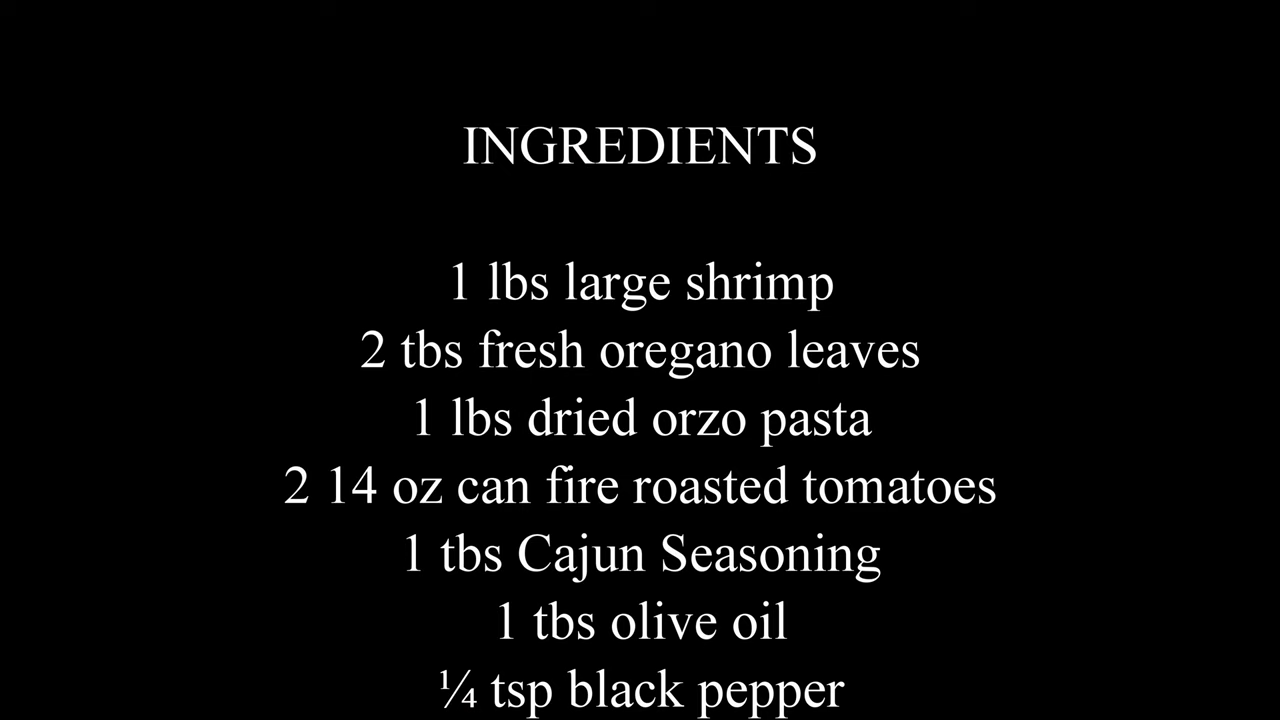 INGREDIENTS
1 lbs large shrimp
2 tbs fresh oregano leaves
1 lbs dried orzo pasta
2 14 oz can fire roasted tomatoes
1 tbs Cajun Seasoning
1 tbs olive oil
¼ tsp black pepper